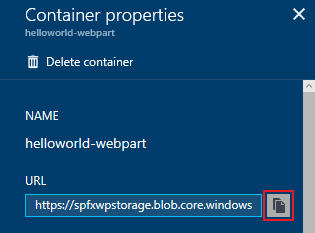 Container properties
helloworld-webpart
Delete container
NAME
helloworld-webpart
URL
https://spfxwpstorage.blob.core.windows